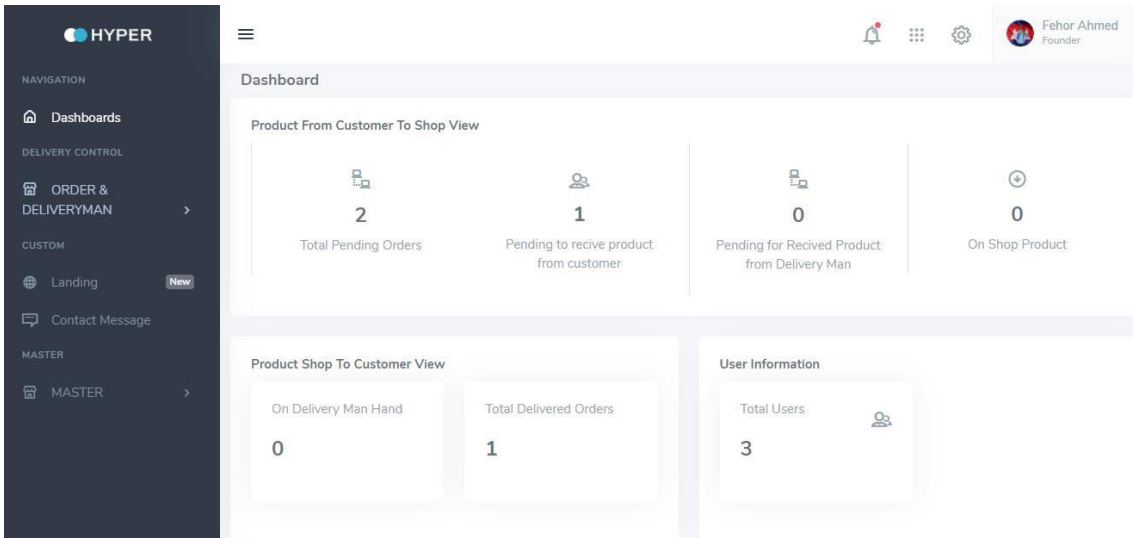 HYPER
Fehor Ahmed
Founder
NAVIGATION
Dashboards
DELIVERY CONTROL
ORDER &
DELIVERYMAN
CUSTOM
Landing New
Contact Message
MASTER
MASTER
Dashboard
Product From Customer To Shop View
2
Total Pending Orders
1
Pending to recive product
from customer
0
Pending for Recived Product
from Delivery Man
0
On Shop Product
Product Shop To Customer View
On Delivery Man Hand
0
Total Delivered Orders
1
User Information
Total Users
3